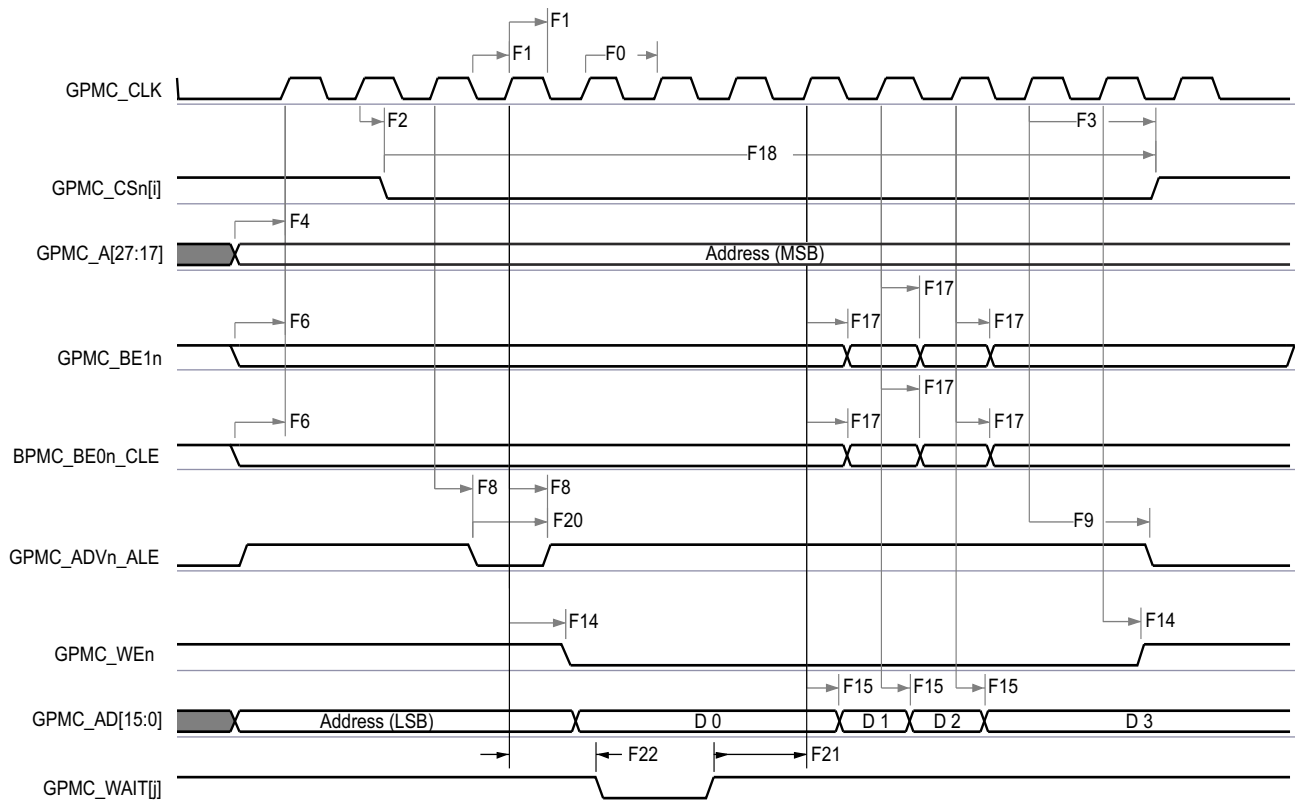 F1
F1 F0
GPMC_CLK
F2 F3
F18
GPMC_CSn[i]
F4
GPMC_A[27:17] Address (MSB)
F17
F6 F17 F17
GPMC_BE1n
F17
F6 F17 F17
BPMC_BE0n_CLE
F8 F8
F20 F9
GPMC_ADVn_ALE
F14 F14
GPMC_WEn
F15 F15 F15
GPMC_AD[15:0] Address (LSB) D 0 D 1 D 2 D 3
F22 F21
GPMC_WAIT[j]